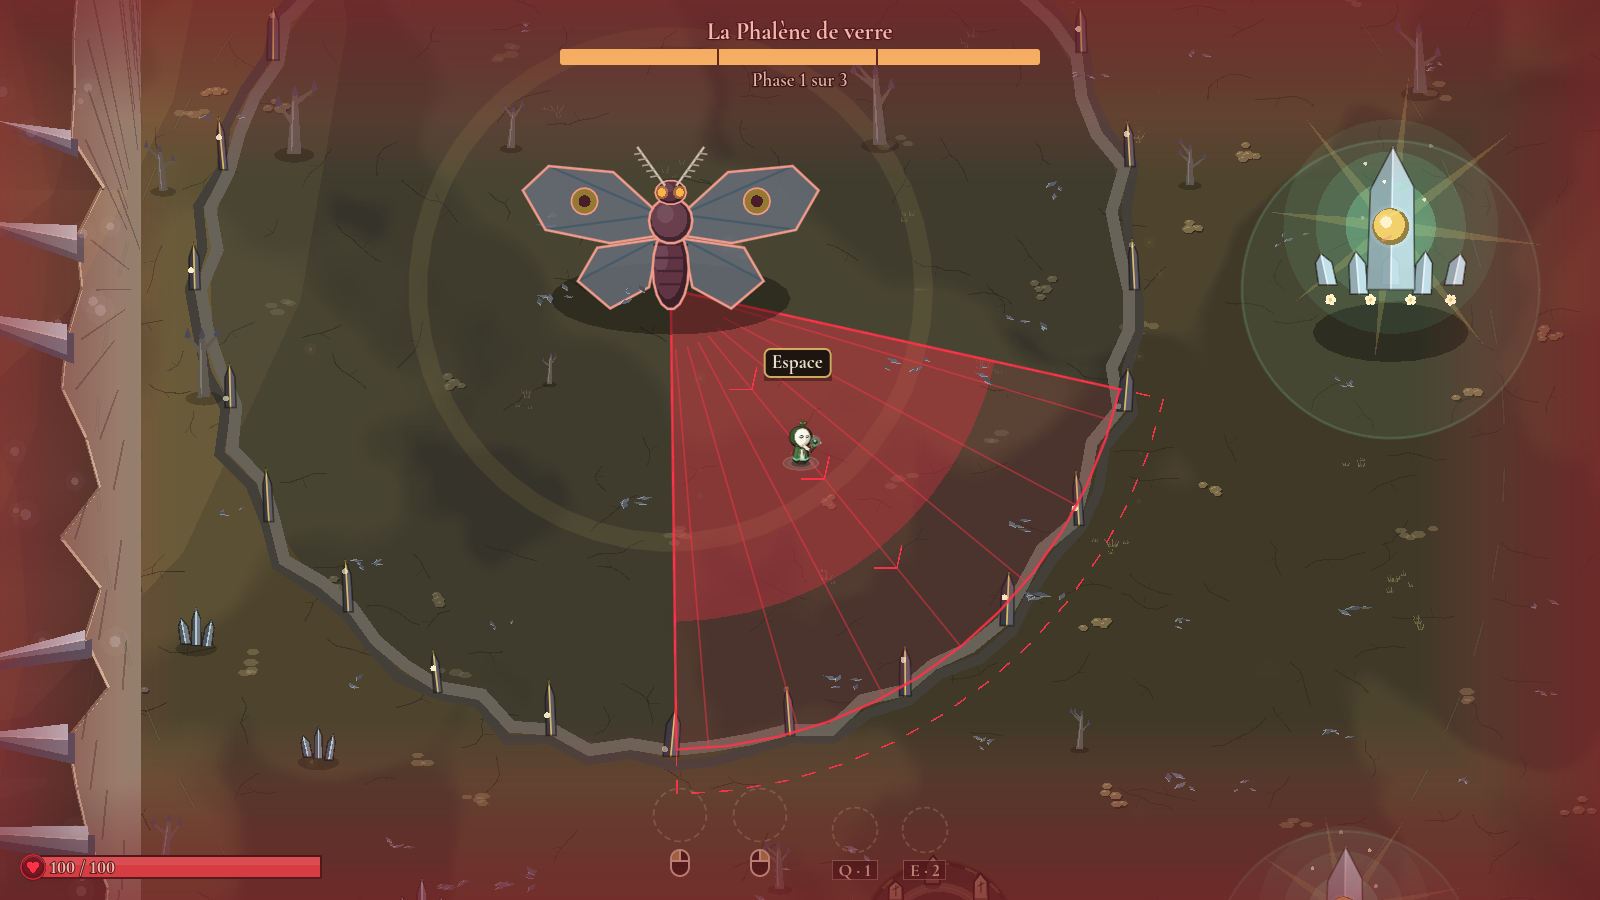 La Phalène de verre
Phase 1 sur 3
Espace
100 / 100
Q · 1
E · 2